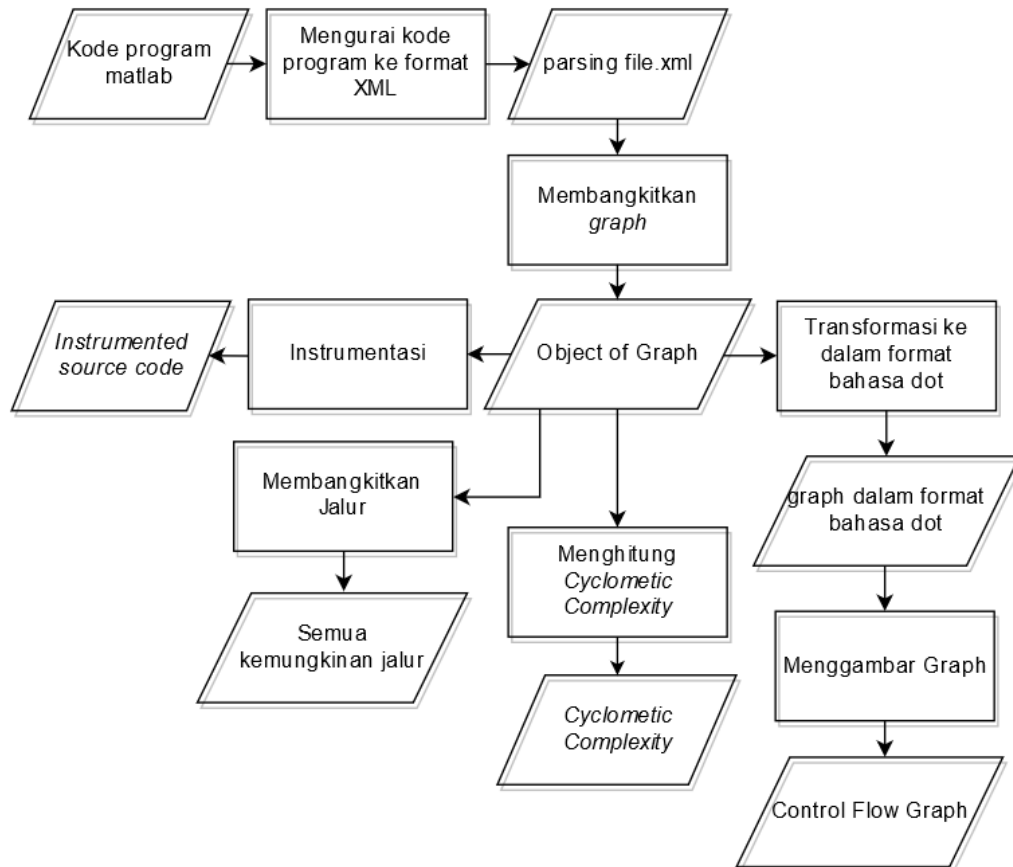 Kode program
matlab
Mengurai kode
program ke format
XML
parsing file.xml
Membangkitkan
graph
Instrumented
source code
Instrumentasi
Object of Graph
Transformasi ke
dalam format
bahasa dot
Membangkitkan
Jalur
graph dalam format
bahasa dot
Menghitung
Cyclometic
Complexity
Semua
kemungkinan jalur
Menggambar Graph
Cyclometic
Complexity
Control Flow Graph